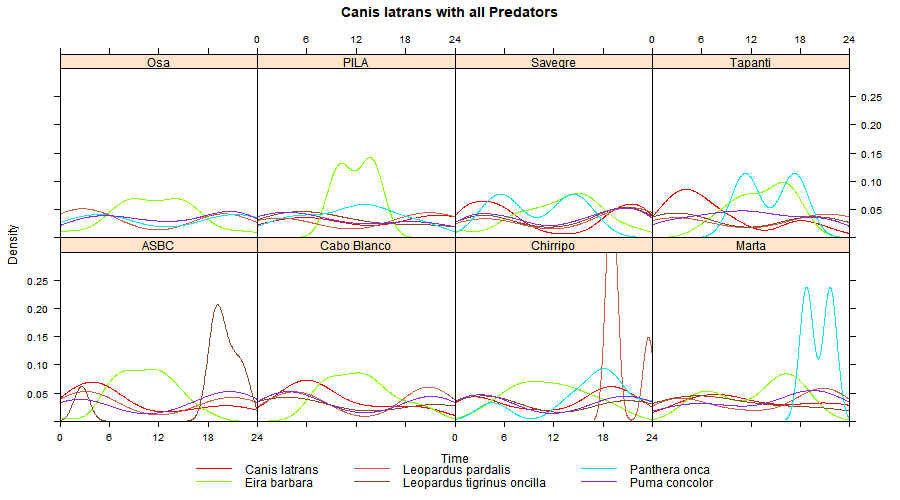 Canis latrans with all Predators
0 6 12 18 24 0 6 12 18 24
Osa PILA Savegre Tapanti
0.25
0.20
0.15
0.10
0.05
Density
ASBC Cabo Blanco Chirripo Marta
0.25
0.20
0.15
0.10
0.05
0 6 12 18 24 0 6 12 18 24
Time
Canis latrans Leopardus pardalis Panthera onca
Eira barbara Leopardus tigrinus oncilla Puma concolor